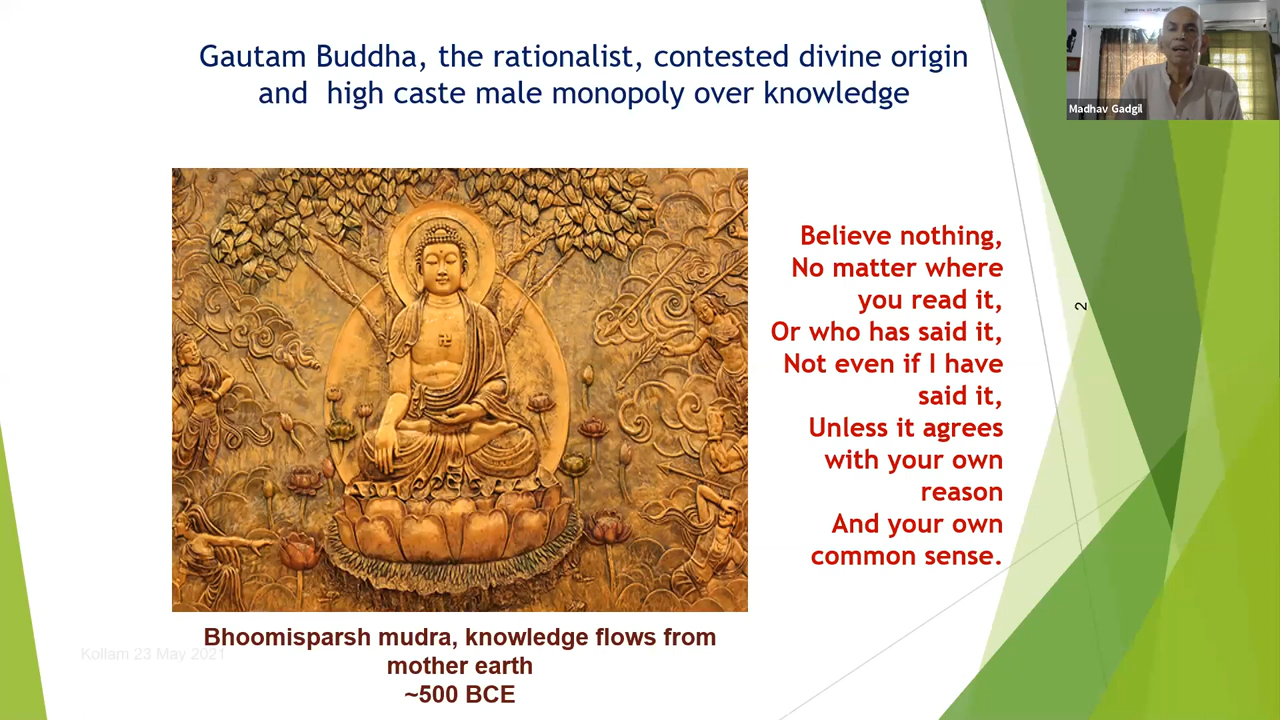 Gautam Buddha, the rationalist, contested divine origin
and high caste male monopoly over knowledge
Madhav Gadgil
Believe nothing,
No matter where
you read it,
Or who has said it,
Not even if I have
said it,
Unless it agrees
with your own
reason
And your own
common sense.
2
Bhoomisparsh mudra, knowledge flows from
mother earth
~500 BCE
Kollam 23 May 2021